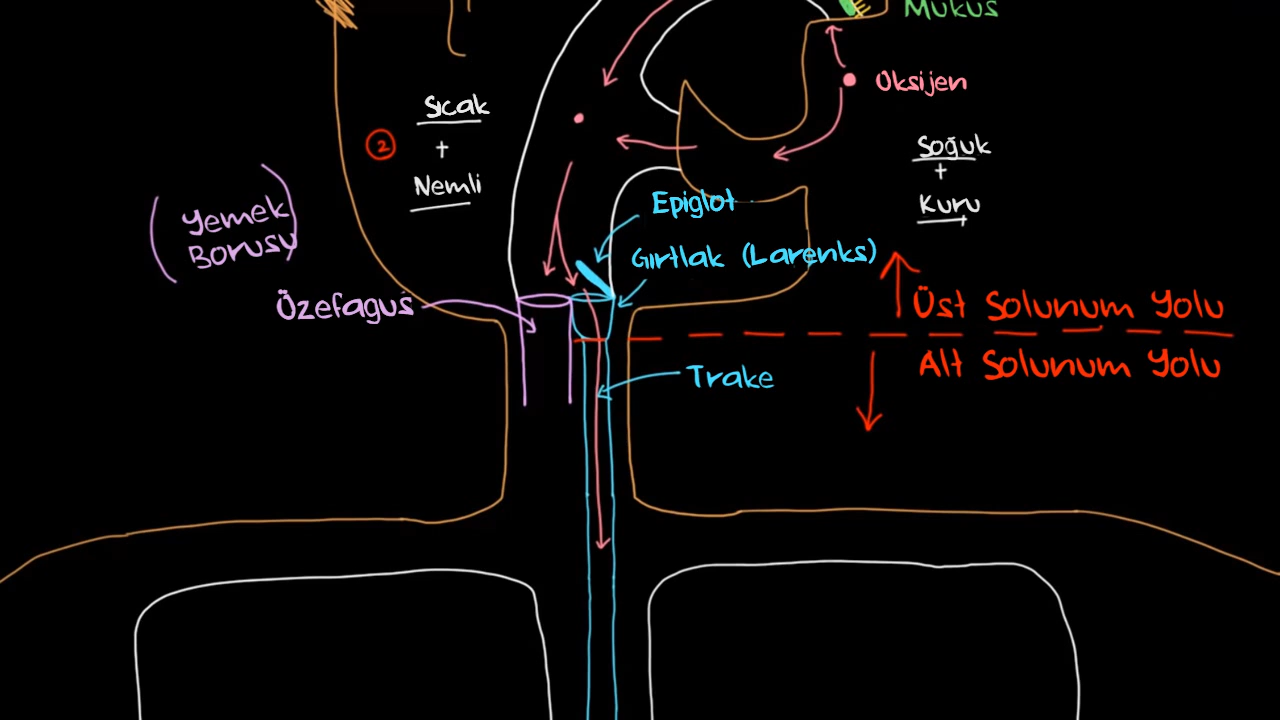 Mukus
Oksijen
Sıcak
+
Nemli
2
Soğuk
+
Kuru
Yemek
Borusu
Epiglot
Gırtlak (Larenks)
Özefagus
Üst Solunum Yolu
Alt Solunum Yolu
Trake